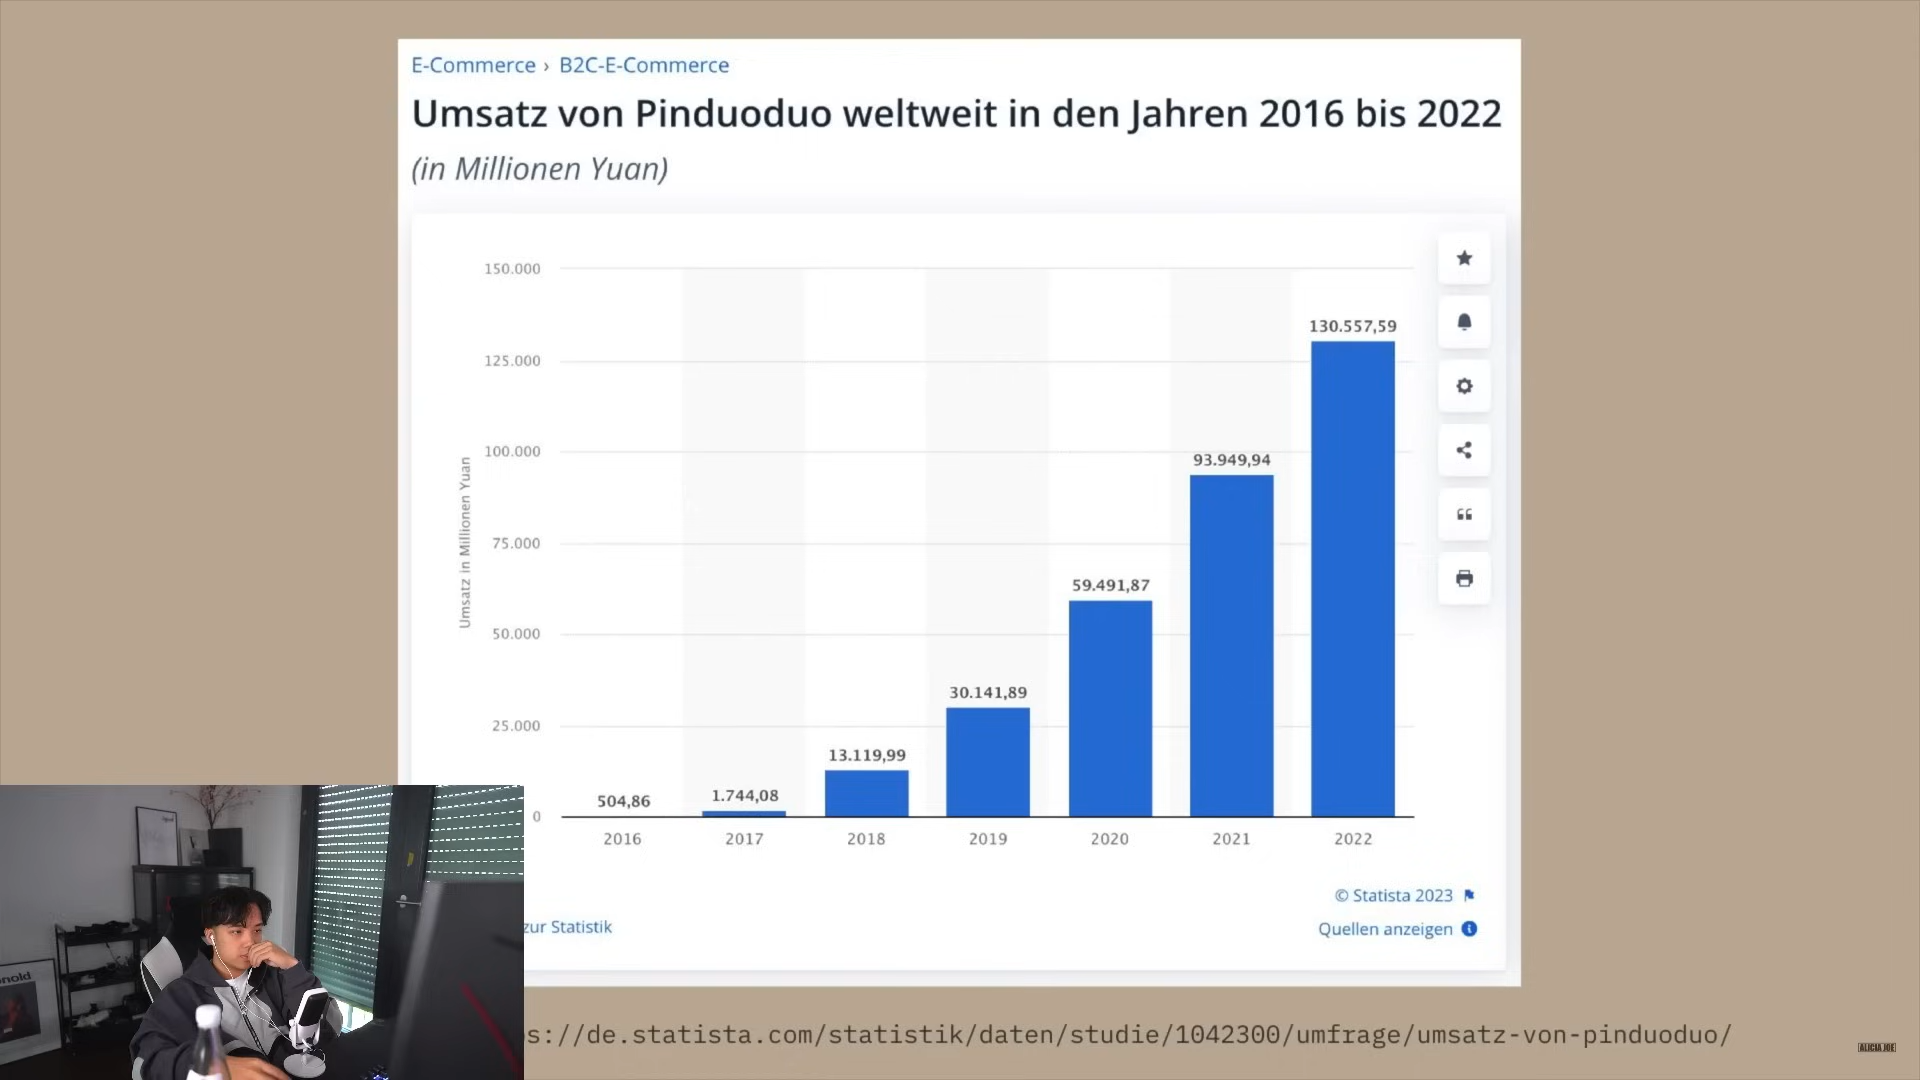 E-Commerce › B2C-E-Commerce
Umsatz von Pinduoduo weltweit in den Jahren 2016 bis 2022
(in Millionen Yuan)
Umsatz in Millionen Yuan
150.000
125.000
100.000
75.000
50.000
25.000
0
504,86
1.744,08
13.119,99
30.141,89
59.491,87
93.949,94
130.557,59
2016 2017 2018 2019 2020 2021 2022
© Statista 2023
zur Statistik
Quellen anzeigen
s://de.statista.com/statistik/daten/studie/1042300/umfrage/umsatz-von-pinduoduo/
nold
ALICIA JOE